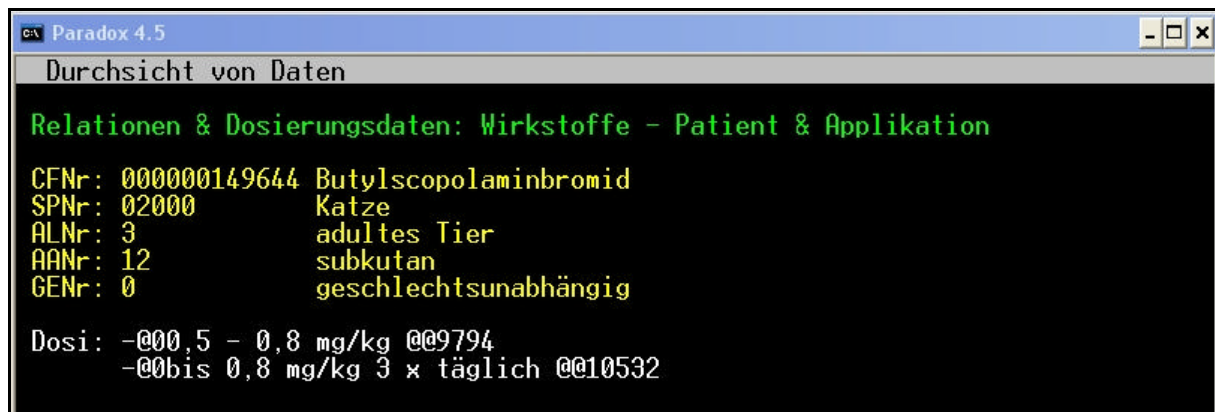 Paradox 4.5
Durchsicht von Daten
Relationen & Dosierungsdaten: Wirkstoffe - Patient & Applikation
CFNr: 000000149644 Butylscopolaminbromid
SPNr: 02000 Katze
ALNr: 3 adultes Tier
AANr: 12 subkutan
GENr: 0 geschlechtsunabhängig
Dosi: -@00,5 - 0,8 mg/kg @@9794
-@0bis 0,8 mg/kg 3 x täglich @@10532